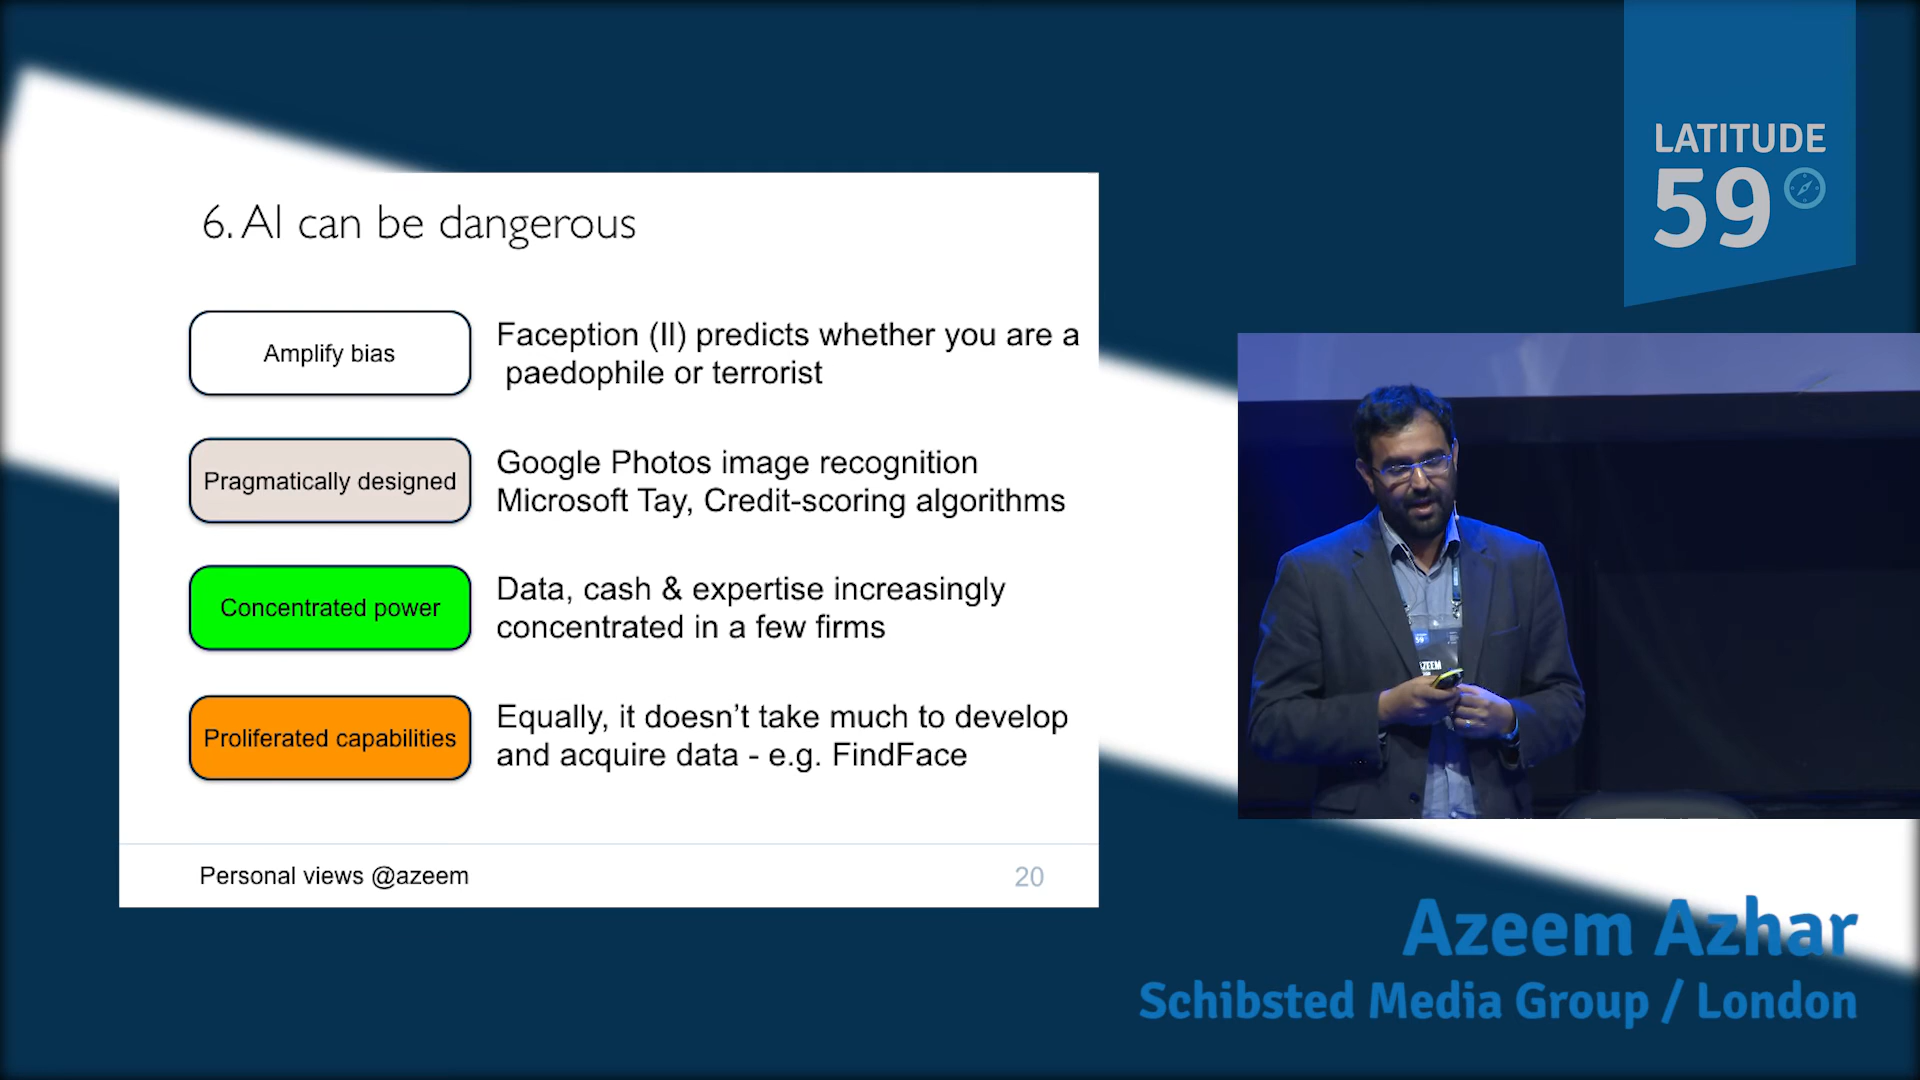 LATITUDE
59
6. AI can be dangerous
Amplify bias
Faception (II) predicts whether you are a
paedophile or terrorist
Pragmatically designed
Google Photos image recognition
Microsoft Tay, Credit-scoring algorithms
Concentrated power
Data, cash & expertise increasingly
concentrated in a few firms
Proliferated capabilities
Equally, it doesn’t take much to develop
and acquire data - e.g. FindFace
Personal views @azeem
20
59
AZEEM
Azeem Azhar
Schibsted Media Group / London